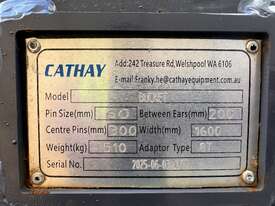 CATHAY
Add:242 Treasure Rd,Welshpool WA 6106
E-mail:Franky.he@cathayequipment.com.au
Model
Pin Size(mm) Between Ears(mm) 200
Centre Pins(mm) 300 Width(mm) 1600
Weight(kg) 510 Adaptor Type
Serial No.